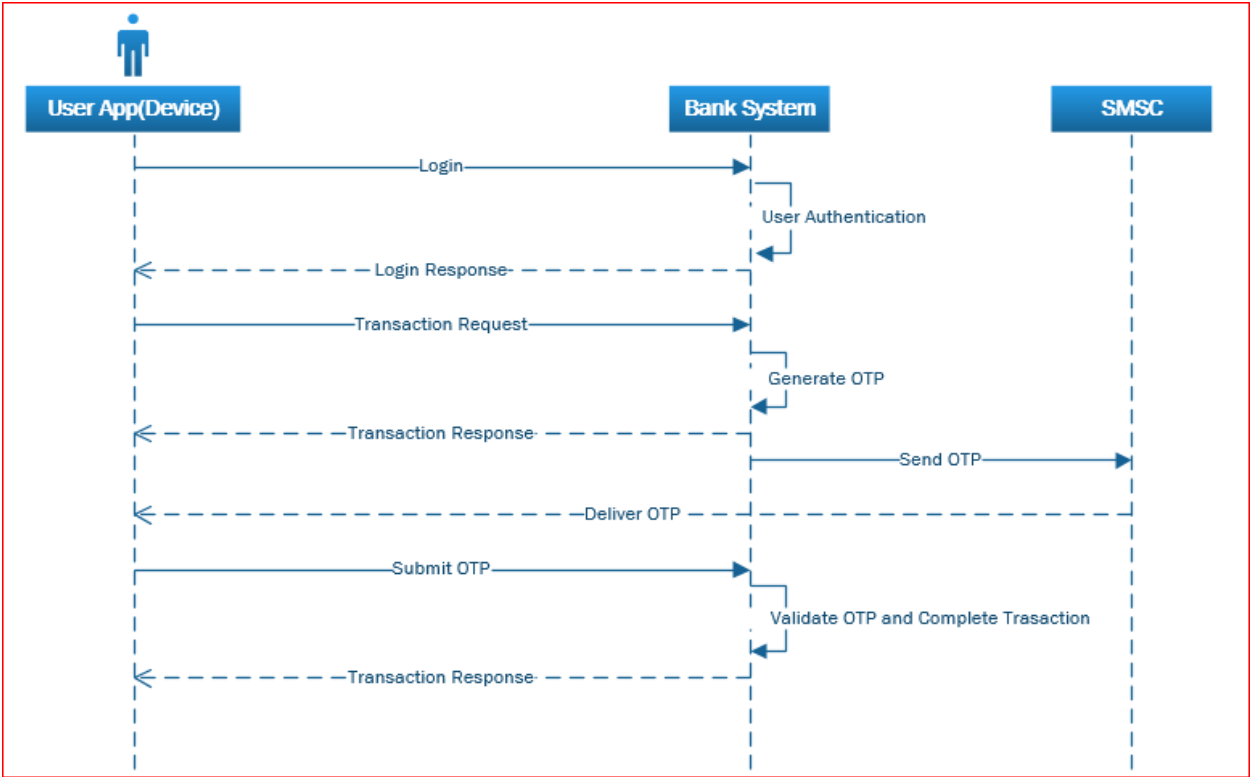 User App(Device)
Bank System
SMSC
Login
User Authentication
Login Response
Transaction Request
Generate OTP
Transaction Response
Send OTP
Deliver OTP
Submit OTP
Validate OTP and Complete Trasaction
Transaction Response